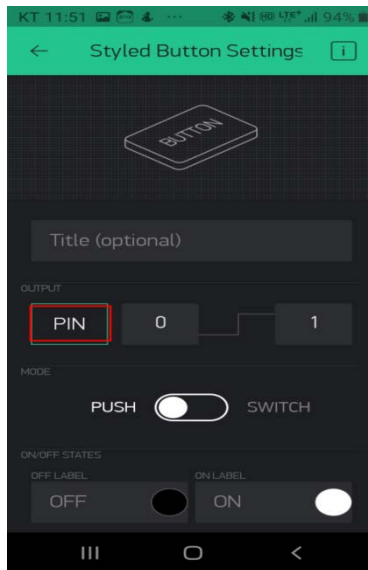 KT 11:51 ... LTE+ 94%
Styled Button Settings i
BUTTON
Title (optional)
OUTPUT
PIN 0 1
MODE
PUSH SWITCH
ON/OFF STATES
OFF LABEL ON LABEL
OFF ON